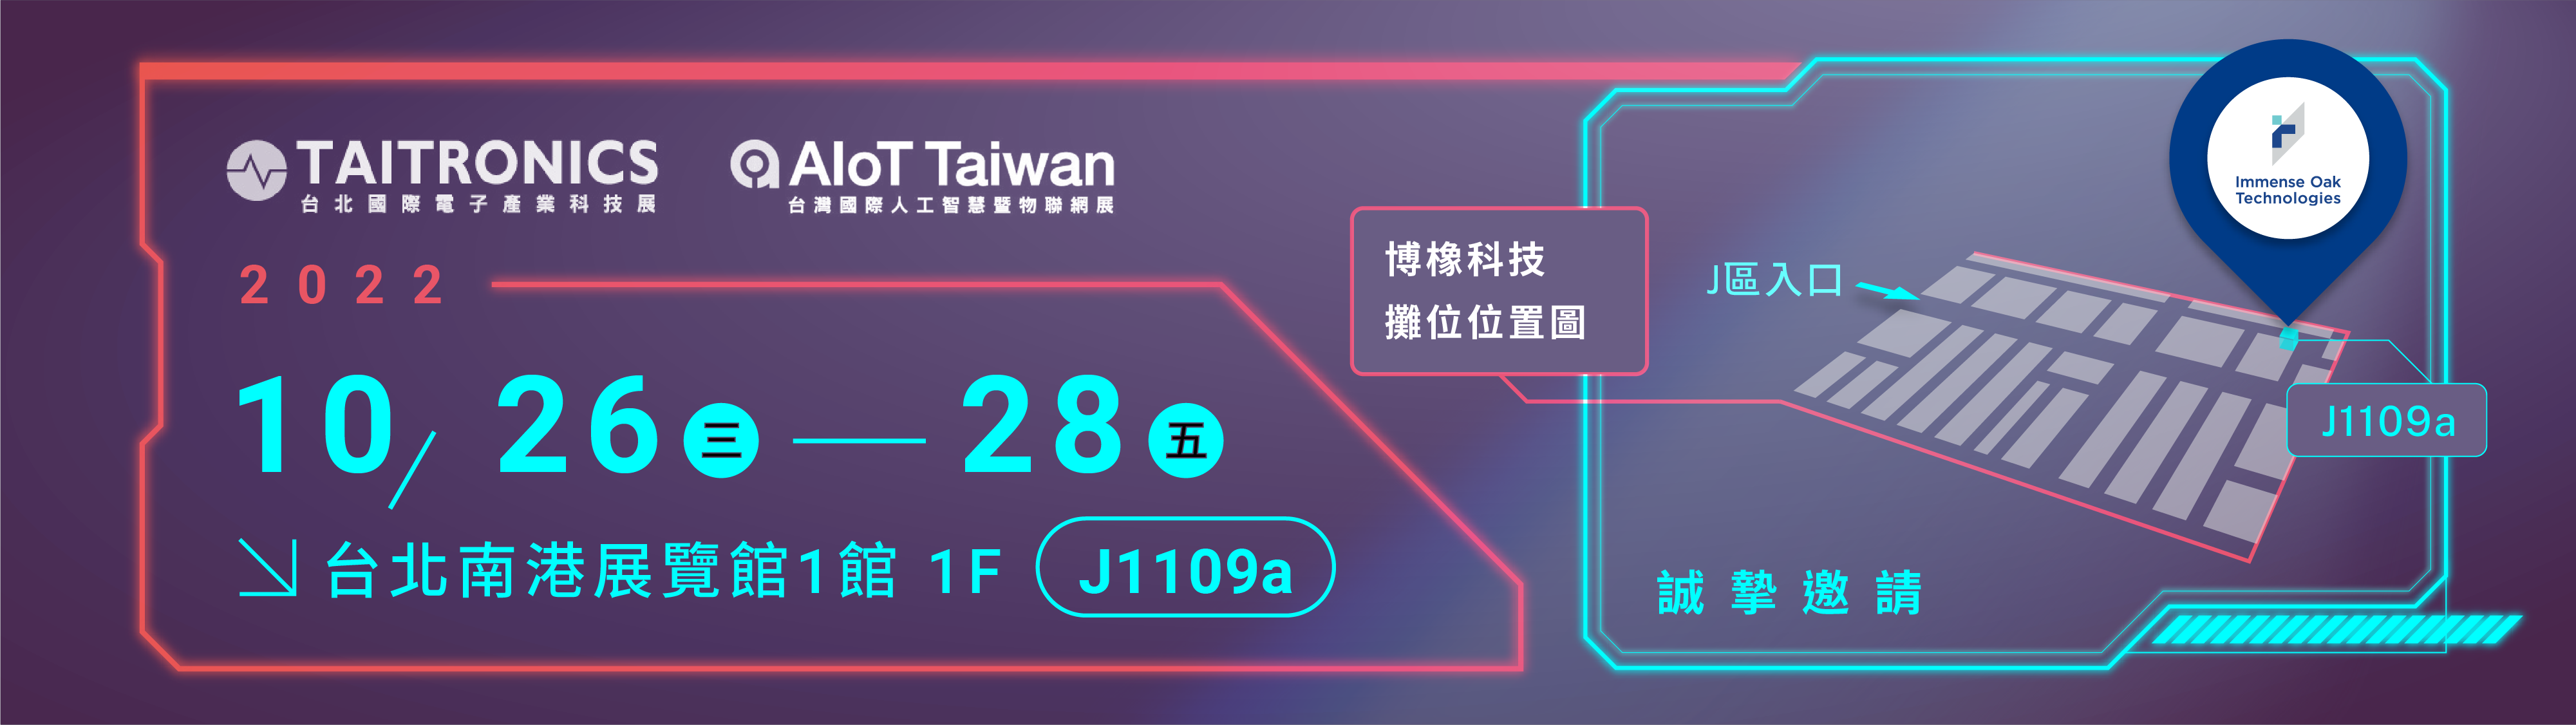 TAITRONICS
台北國際電子產業科技展
AIoT Taiwan
台灣國際人工智慧暨物聯網展
2022
10/ 26 三 — 28 五
台北南港展覽館1館 1F J1109a
博橡科技
攤位位置圖
J區入口
Immense Oak
Technologies
J1109a
誠摯邀請